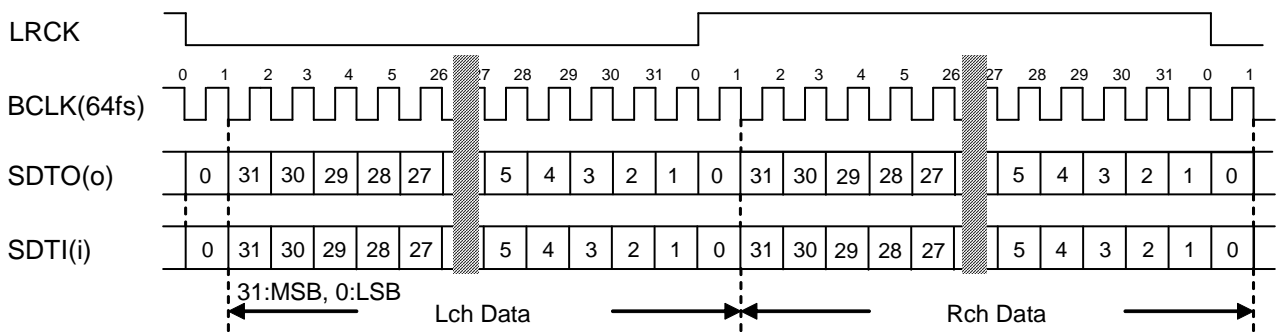 LRCK
0 1 2 3 4 5 26 27 28 29 30 31 0 1 2 3 4 5 26 27 28 29 30 31 0 1
BCLK(64fs)
SDTO(o) 0 31 30 29 28 27 5 4 3 2 1 0 31 30 29 28 27 5 4 3 2 1 0
SDTI(i) 0 31 30 29 28 27 5 4 3 2 1 0 31 30 29 28 27 5 4 3 2 1 0
31:MSB, 0:LSB
Lch Data Rch Data